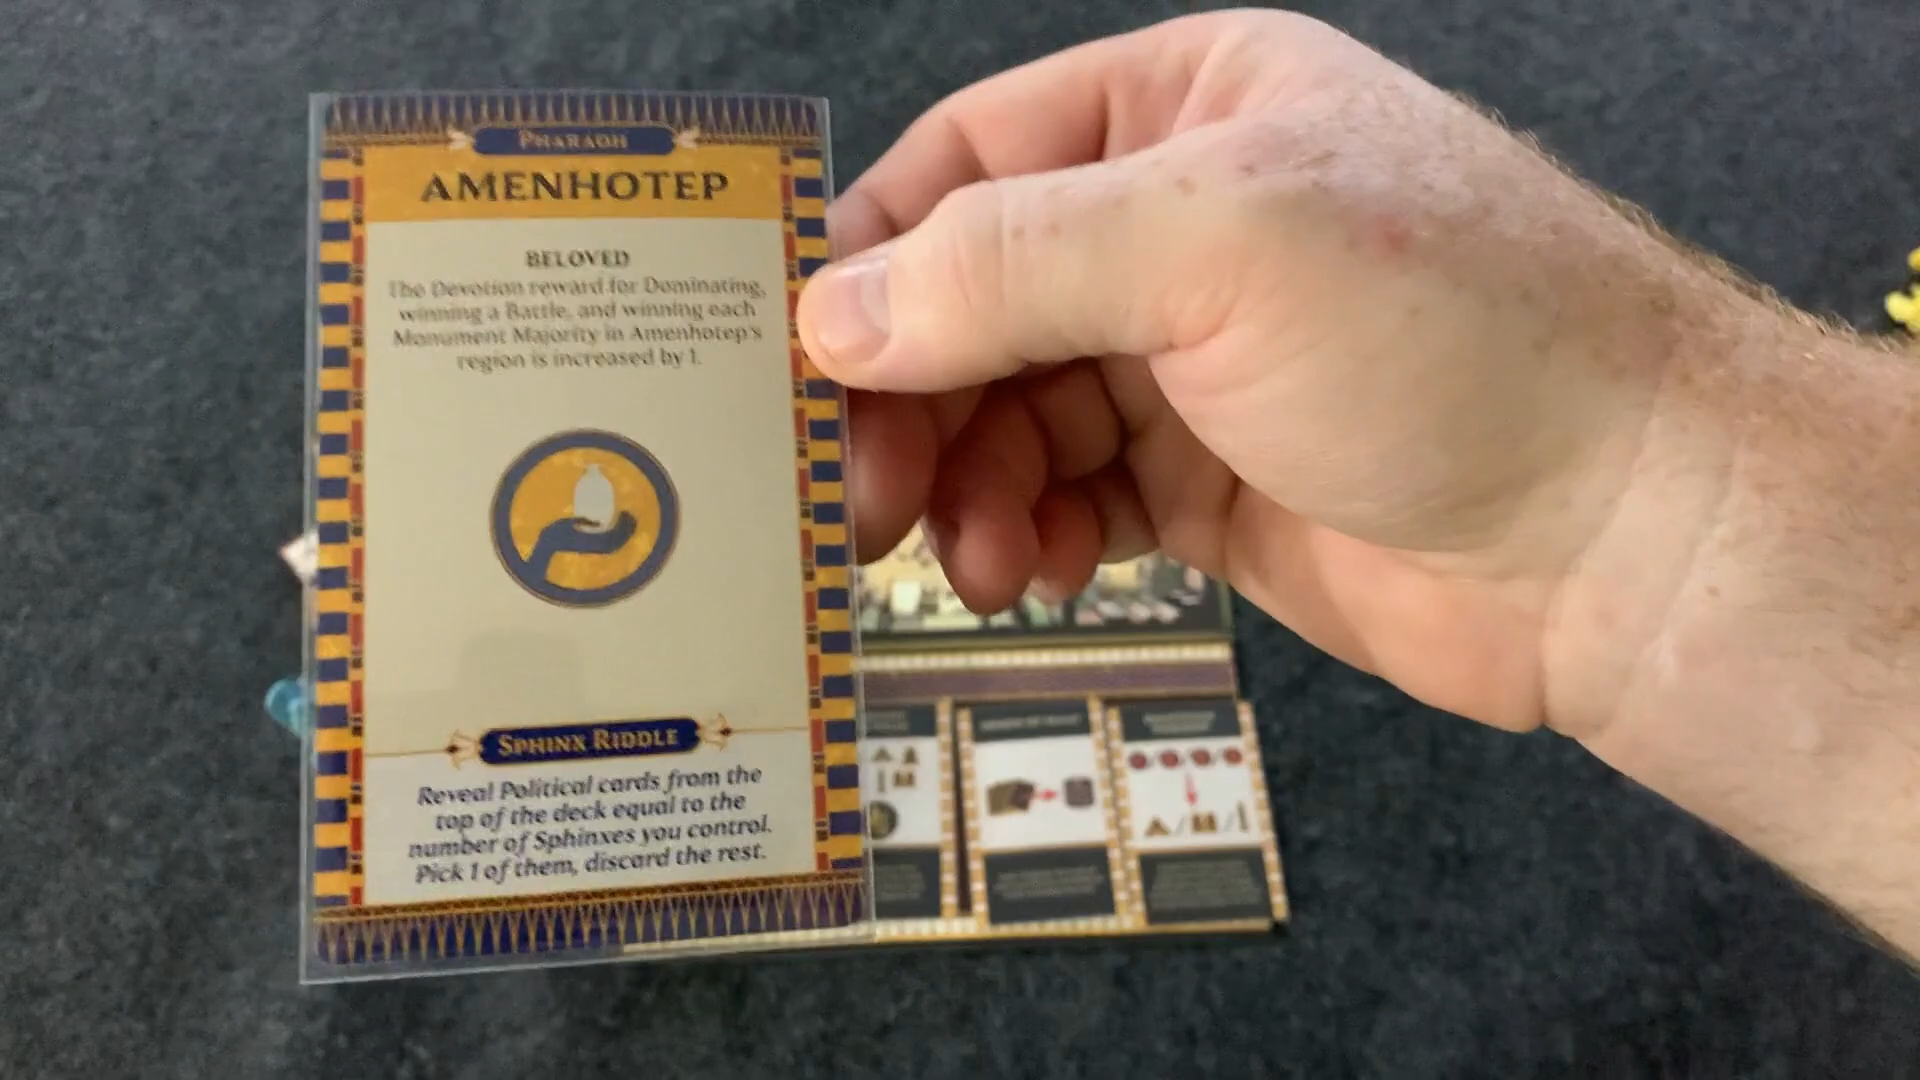 PHARAOH
AMENHOTEP
BELOVED
The Devotion reward for Dominating,
winning a Battle, and winning each
Monument Majority in Amenhotep's
region is increased by 1.
SPHINX RIDDLE
Reveal Political cards from the
top of the deck equal to the
number of Sphinxes you control.
Pick 1 of them, discard the rest.